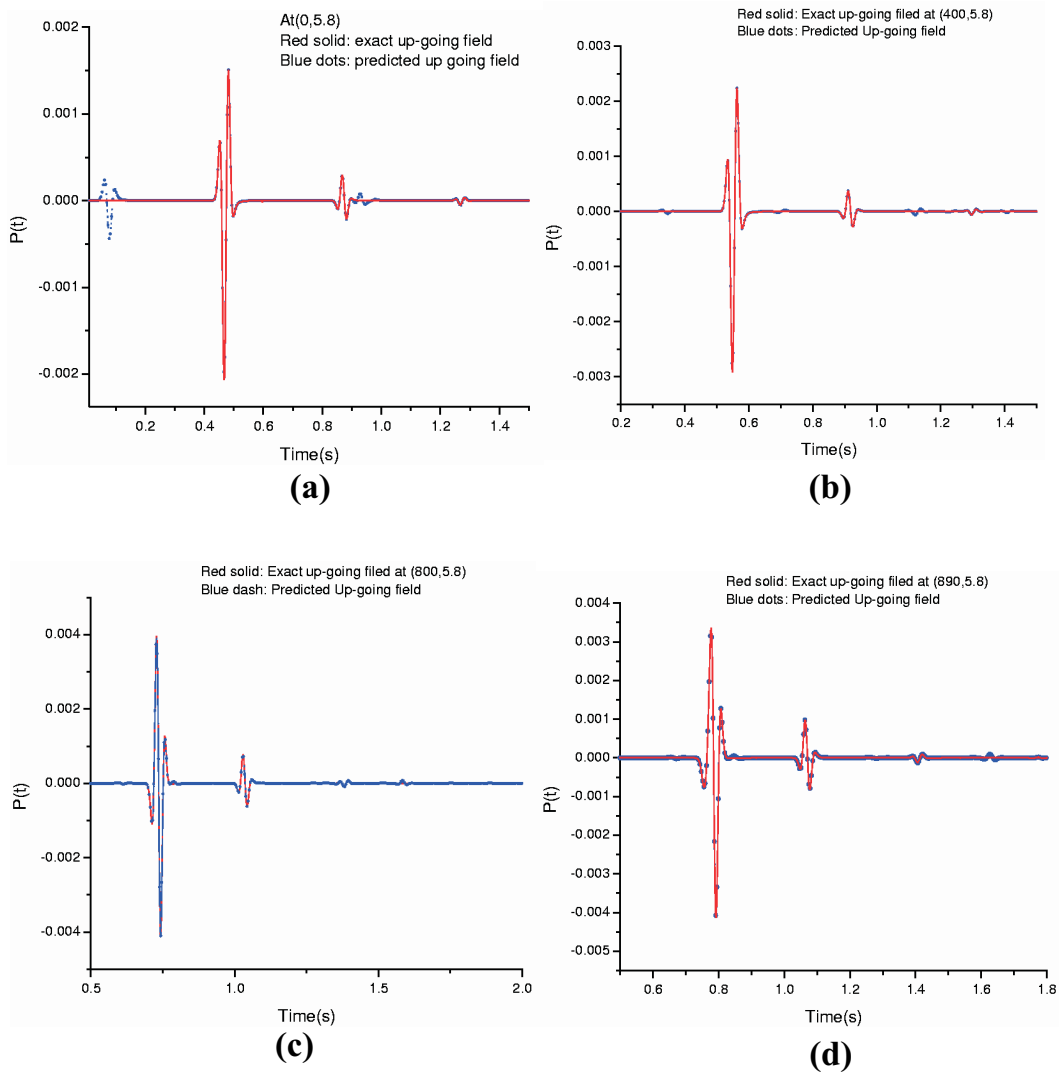 At(0,5.8)
Red solid: exact up-going field
Blue dots: predicted up going field
0.002
0.001
0.000
-0.001
-0.002
P(t)
0.2 0.4 0.6 0.8 1.0 1.2 1.4
Time(s)
(a)
Red solid: Exact up-going filed at (400,5.8)
Blue dots: Predicted Up-going field
0.003
0.002
0.001
0.000
-0.001
-0.002
-0.003
P(t)
0.2 0.4 0.6 0.8 1.0 1.2 1.4
Time(s)
(b)
Red solid: Exact up-going filed at (800,5.8)
Blue dash: Predicted Up-going field
0.004
0.002
0.000
-0.002
-0.004
P(t)
0.5 1.0 1.5 2.0
Time(s)
(c)
Red solid: Exact up-going filed at (890,5.8)
Blue dots: Predicted Up-going field
0.004
0.003
0.002
0.001
0.000
-0.001
-0.002
-0.003
-0.004
-0.005
P(t)
0.6 0.8 1.0 1.2 1.4 1.6 1.8
Time(s)
(d)